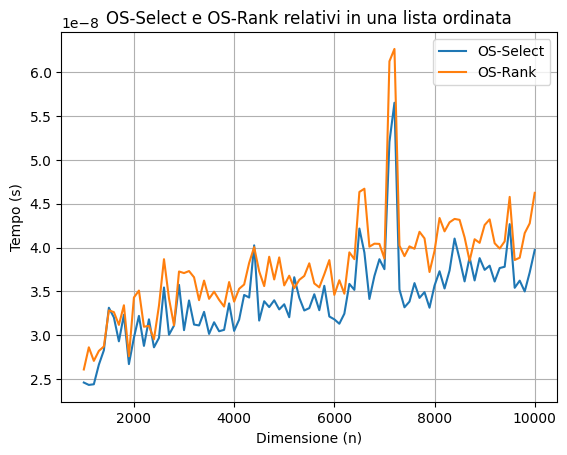 OS-Select e OS-Rank relativi in una lista ordinata
1e−8
OS-Select
OS-Rank
6.0
5.5
5.0
4.5
4.0
3.5
3.0
2.5
Tempo (s)
2000 4000 6000 8000 10000
Dimensione (n)